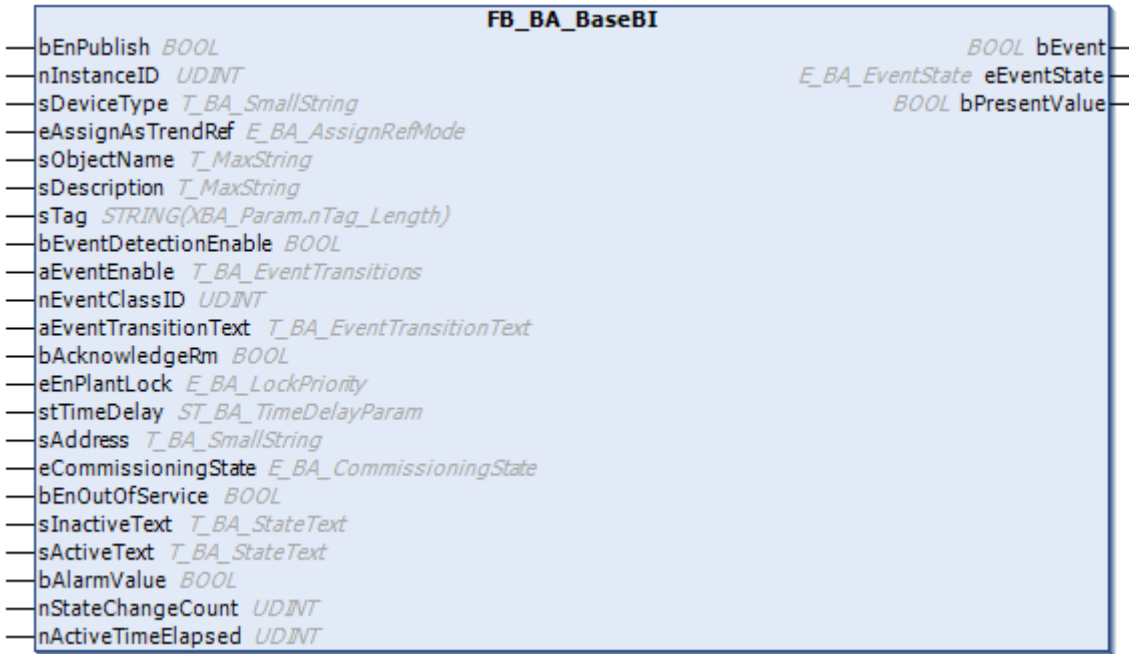 FB_BA_BaseBI
bEnPublish BOOL BOOL bEvent
nInstanceID UDINT E_BA_EventState eEventState
sDeviceType T_BA_SmallString BOOL bPresentValue
eAssignAsTrendRef E_BA_AssignRefMode
sObjectName T_MaxString
sDescription T_MaxString
sTag STRING(XBA_Param.nTag_Length)
bEventDetectionEnable BOOL
aEventEnable T_BA_EventTransitions
nEventClassID UDINT
aEventTransitionText T_BA_EventTransitionText
bAcknowledgeRm BOOL
eEnPlantLock E_BA_LockPriority
stTimeDelay ST_BA_TimeDelayParam
sAddress T_BA_SmallString
eCommissioningState E_BA_CommissioningState
bEnOutOfService BOOL
sInactiveText T_BA_StateText
sActiveText T_BA_StateText
bAlarmValue BOOL
nStateChangeCount UDINT
nActiveTimeElapsed UDINT